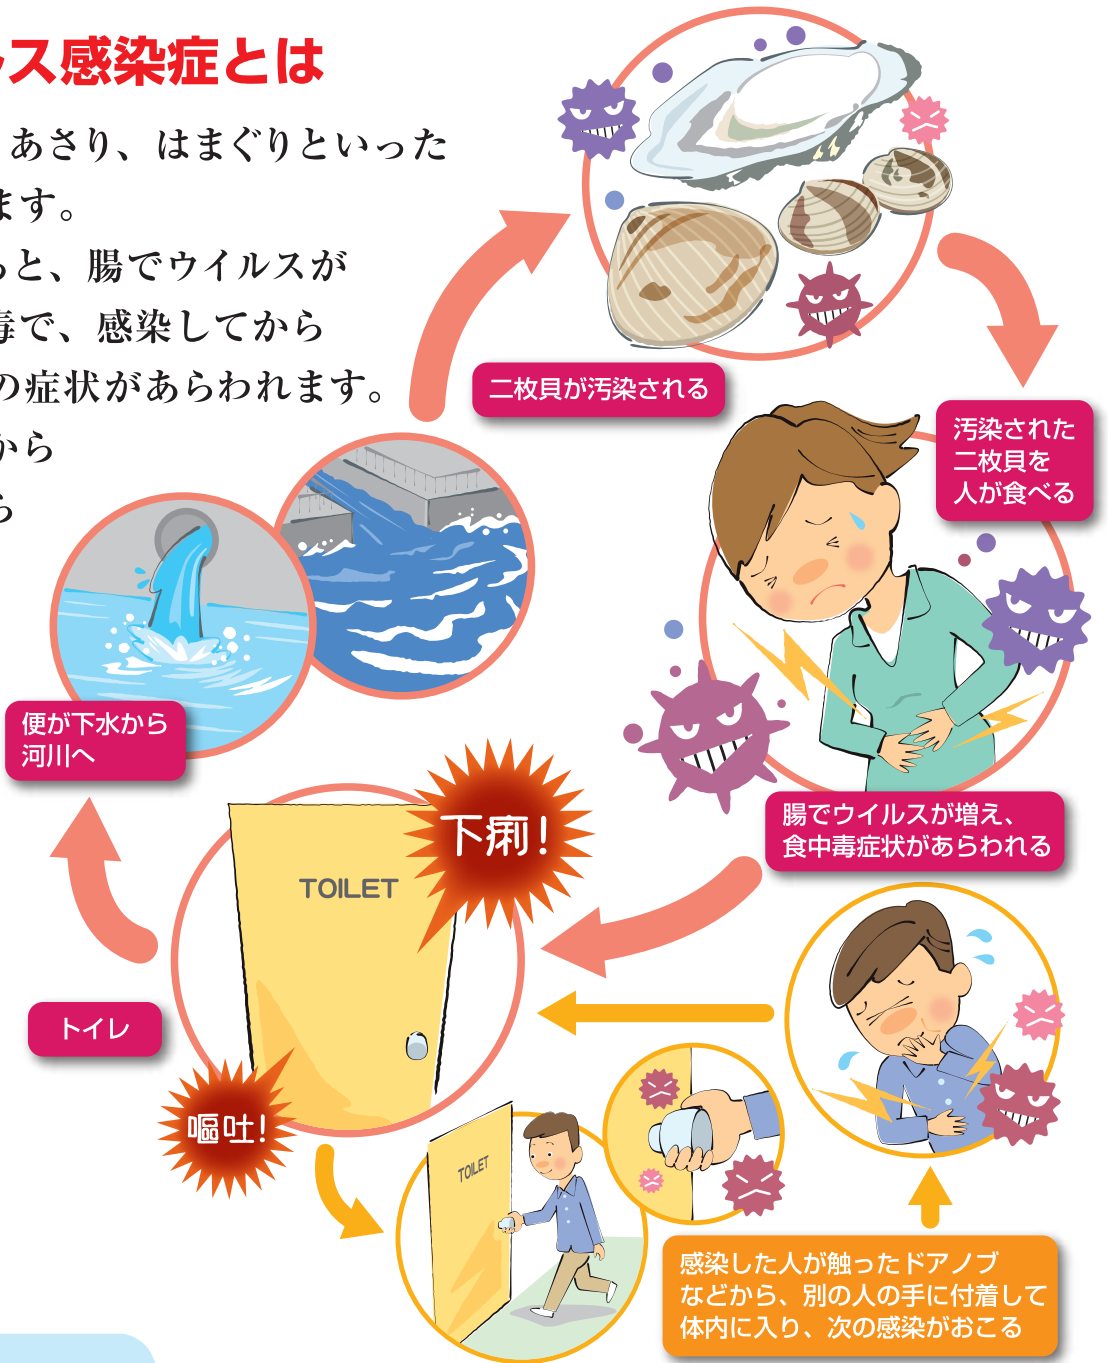 ルス感染症とは
あさり、はまぐりといった
ます。
ると、腸でウイルスが
毒で、感染してから
の症状があらわれます。
から
ら
二枚貝が汚染される
汚染された
二枚貝を
人が食べる
便が下水から
河川へ
腸でウイルスが増え、
食中毒症状があらわれる
下痢!
TOILET
トイレ
嘔吐!
TOILET
感染した人が触ったドアノブ
などから、別の人の手に付着して
体内に入り、次の感染がおこる